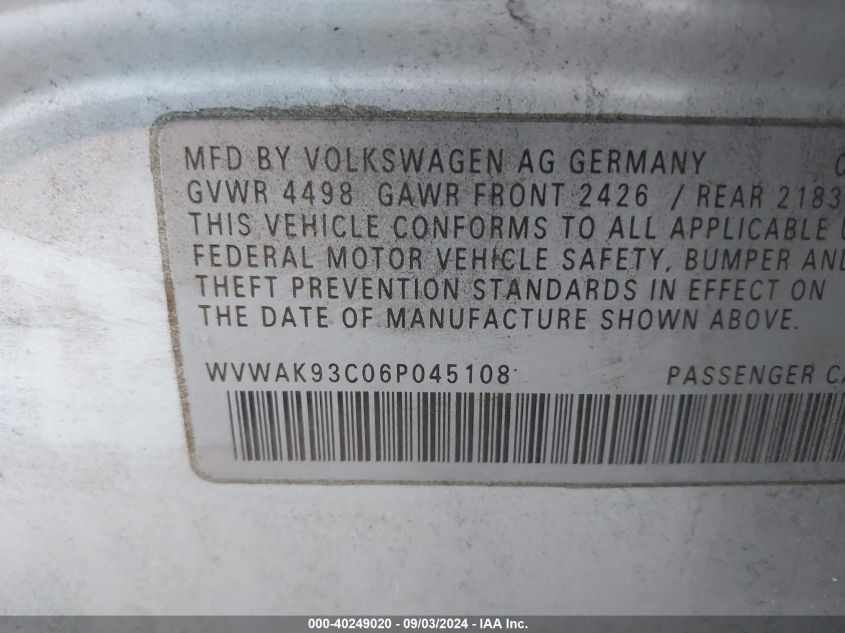 MFD BY VOLKSWAGEN AG GERMANY
GVWR 4498 GAWR FRONT 2426 / REAR 2183
THIS VEHICLE CONFORMS TO ALL APPLICABLE
FEDERAL MOTOR VEHICLE SAFETY, BUMPER AND
THEFT PREVENTION STANDARDS IN EFFECT ON
THE DATE OF MANUFACTURE SHOWN ABOVE.
WVWAK93C06P045108 PASSENGER CA
000-40249020 - 09/03/2024 - IAA Inc.